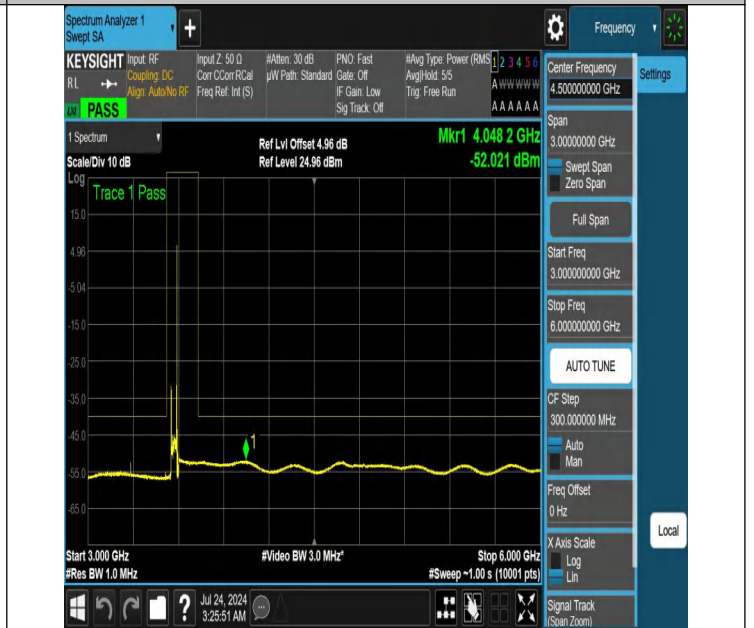 Spectrum Analyzer 1
Swept SA
+
Frequency
KEYSIGHT
RL
PASS
Input: RF
Coupling: DC
Align: Auto/No RF
Input Z: 50 Ω
Corr CCorr RCal
Freq Ref: Int (S)
#Atten: 30 dB
µW Path: Standard
PNO: Fast
Gate: Off
IF Gain: Low
Sig Track: Off
#Avg Type: Power (RMS
Avg|Hold: 5/5
Trig: Free Run
1 2 3 4 5 6
A W W W W W
A A A A A A
Center Frequency
4.500000000 GHz
Settings
1 Spectrum
Scale/Div 10 dB
Ref Lvl Offset 4.96 dB
Ref Level 24.96 dBm
Mkr1 4.048 2 GHz
-52.021 dBm
Log
Trace 1 Pass
15.0
4.96
-5.04
-15.0
-25.0
-35.0
-45.0
-55.0
-65.0
1
Start 3.000 GHz
#Res BW 1.0 MHz
#Video BW 3.0 MHz*
Stop 6.000 GHz
#Sweep ~1.00 s (10001 pts)
Span
3.00000000 GHz
Swept Span
Zero Span
Full Span
Start Freq
3.000000000 GHz
Stop Freq
6.000000000 GHz
AUTO TUNE
CF Step
300.000000 MHz
Auto
Man
Freq Offset
0 Hz
X Axis Scale
Log
Lin
Local
Signal Track
(Span Zoom)
?
Jul 24, 2024
3:25:51 AM